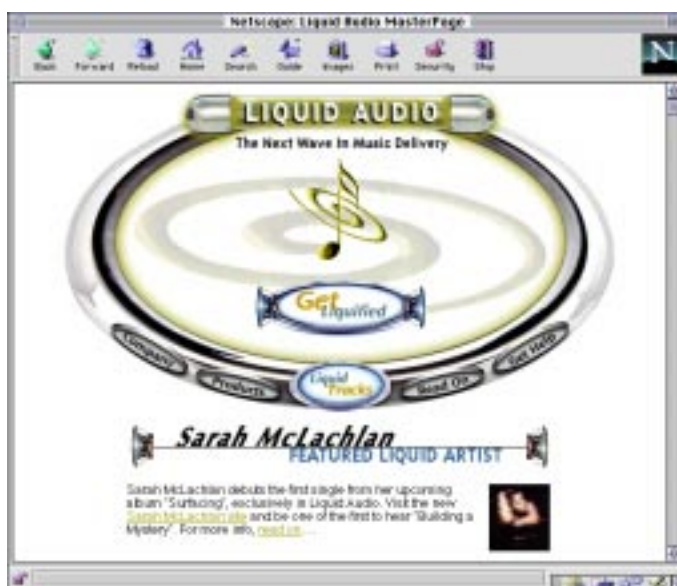 Netscape: Liquid Audio MasterPage
Back Forward Reload Home Search Guide Images Print Security Stop
N
LIQUID AUDIO
The Next Wave In Music Delivery
Get
Liquified
Company
Products
Liquid
Tracks
Read On
Get Help
Sarah McLachlan
FEATURED LIQUID ARTIST
Sarah McLachlan debuts the first single from her upcoming
album "Surfacing", exclusively in Liquid Audio. Visit the new
Sarah McLachlan site and be one of the first to hear "Building a
Mystery". For more info, read on....